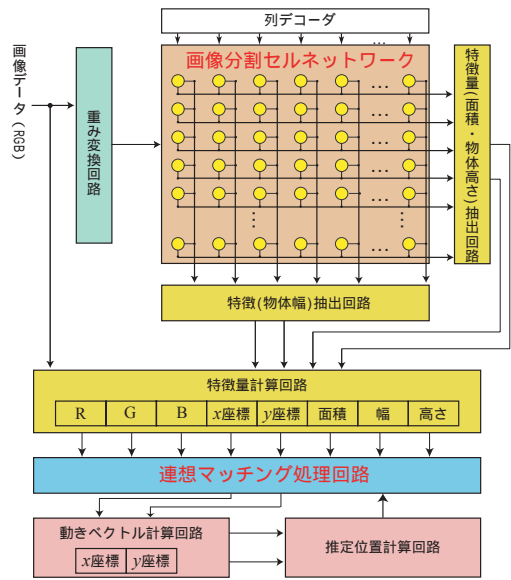 列デコーダ
画像データ(RGB)
重み変換回路
画像分割セルネットワーク
特徴量(面積・物体高さ)抽出回路
特徴(物体幅)抽出回路
特徴量計算回路
R G B x座標 y座標 面積 幅 高さ
連想マッチング処理回路
動きベクトル計算回路
x座標 y座標
推定位置計算回路